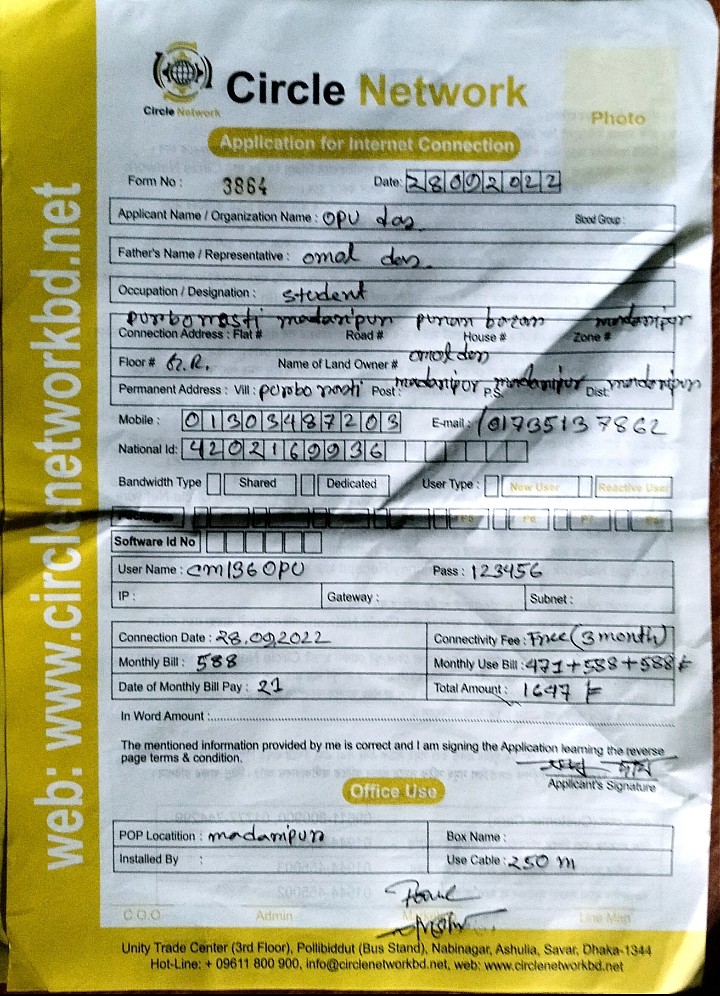 Circle Network
Circle Network
Photo
Application for Internet Connection
Form No : 3864 Date: 28092022
Applicant Name / Organization Name : OPU das Blood Group :
Father's Name / Representative : omal das
Occupation / Designation : student
purbo rasti madaripur puran bazar madaripur
Connection Address : Flat # Road # House # Zone #
Floor # G.R. Name of Land Owner # omol das
Permanent Address : Vill : purbo rasti Post: madaripur P.S. madaripur Dist: madaripur
Mobile : 01303487203 E-mail : 01735137862
National Id: 4202169936
Bandwidth Type Shared Dedicated User Type : New User Reactive User
P5 P6 P7
Software Id No
User Name : cm1360PU Pass : 123456
IP : Gateway : Subnet :
Connection Date : 28.09.2022 Connectivity Fee : Free (3 month)
Monthly Bill : 588 Monthly Use Bill : 471+588+588
Date of Monthly Bill Pay : 21 Total Amount : 1647
In Word Amount :
The mentioned information provided by me is correct and I am signing the Application learning the reverse
page terms & condition.
Applicant's Signature
Office Use
POP Locatition : madaripur Box Name :
Installed By : Use Cable : 250 m
C.O.O Admin Line Man
Unity Trade Center (3rd Floor), Pollibiddut (Bus Stand), Nabinagar, Ashulia, Savar, Dhaka-1344
Hot-Line: + 09611 800 900, info@circlenetworkbd.net, web: www.circlenetworkbd.net
web: www.circlenetworkbd.net